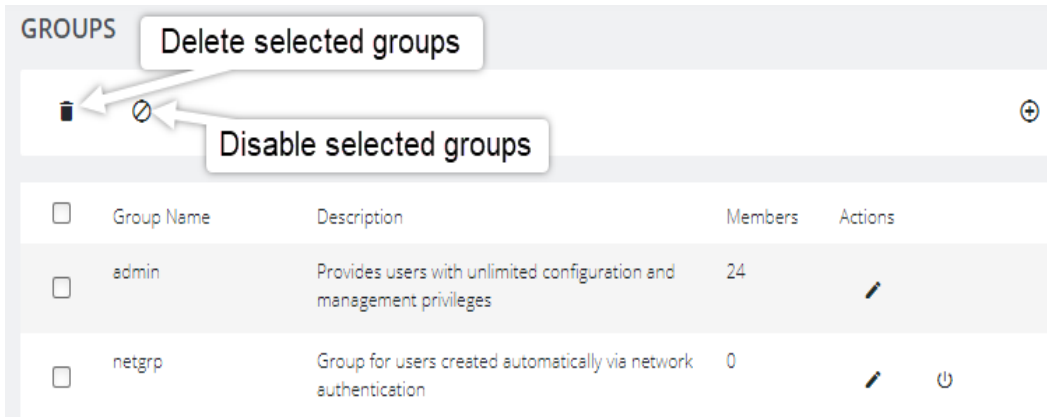 GROUPS
Delete selected groups
Disable selected groups
Group Name Description Members Actions
admin Provides users with unlimited configuration and 24
management privileges
netgrp Group for users created automatically via network 0
authentication